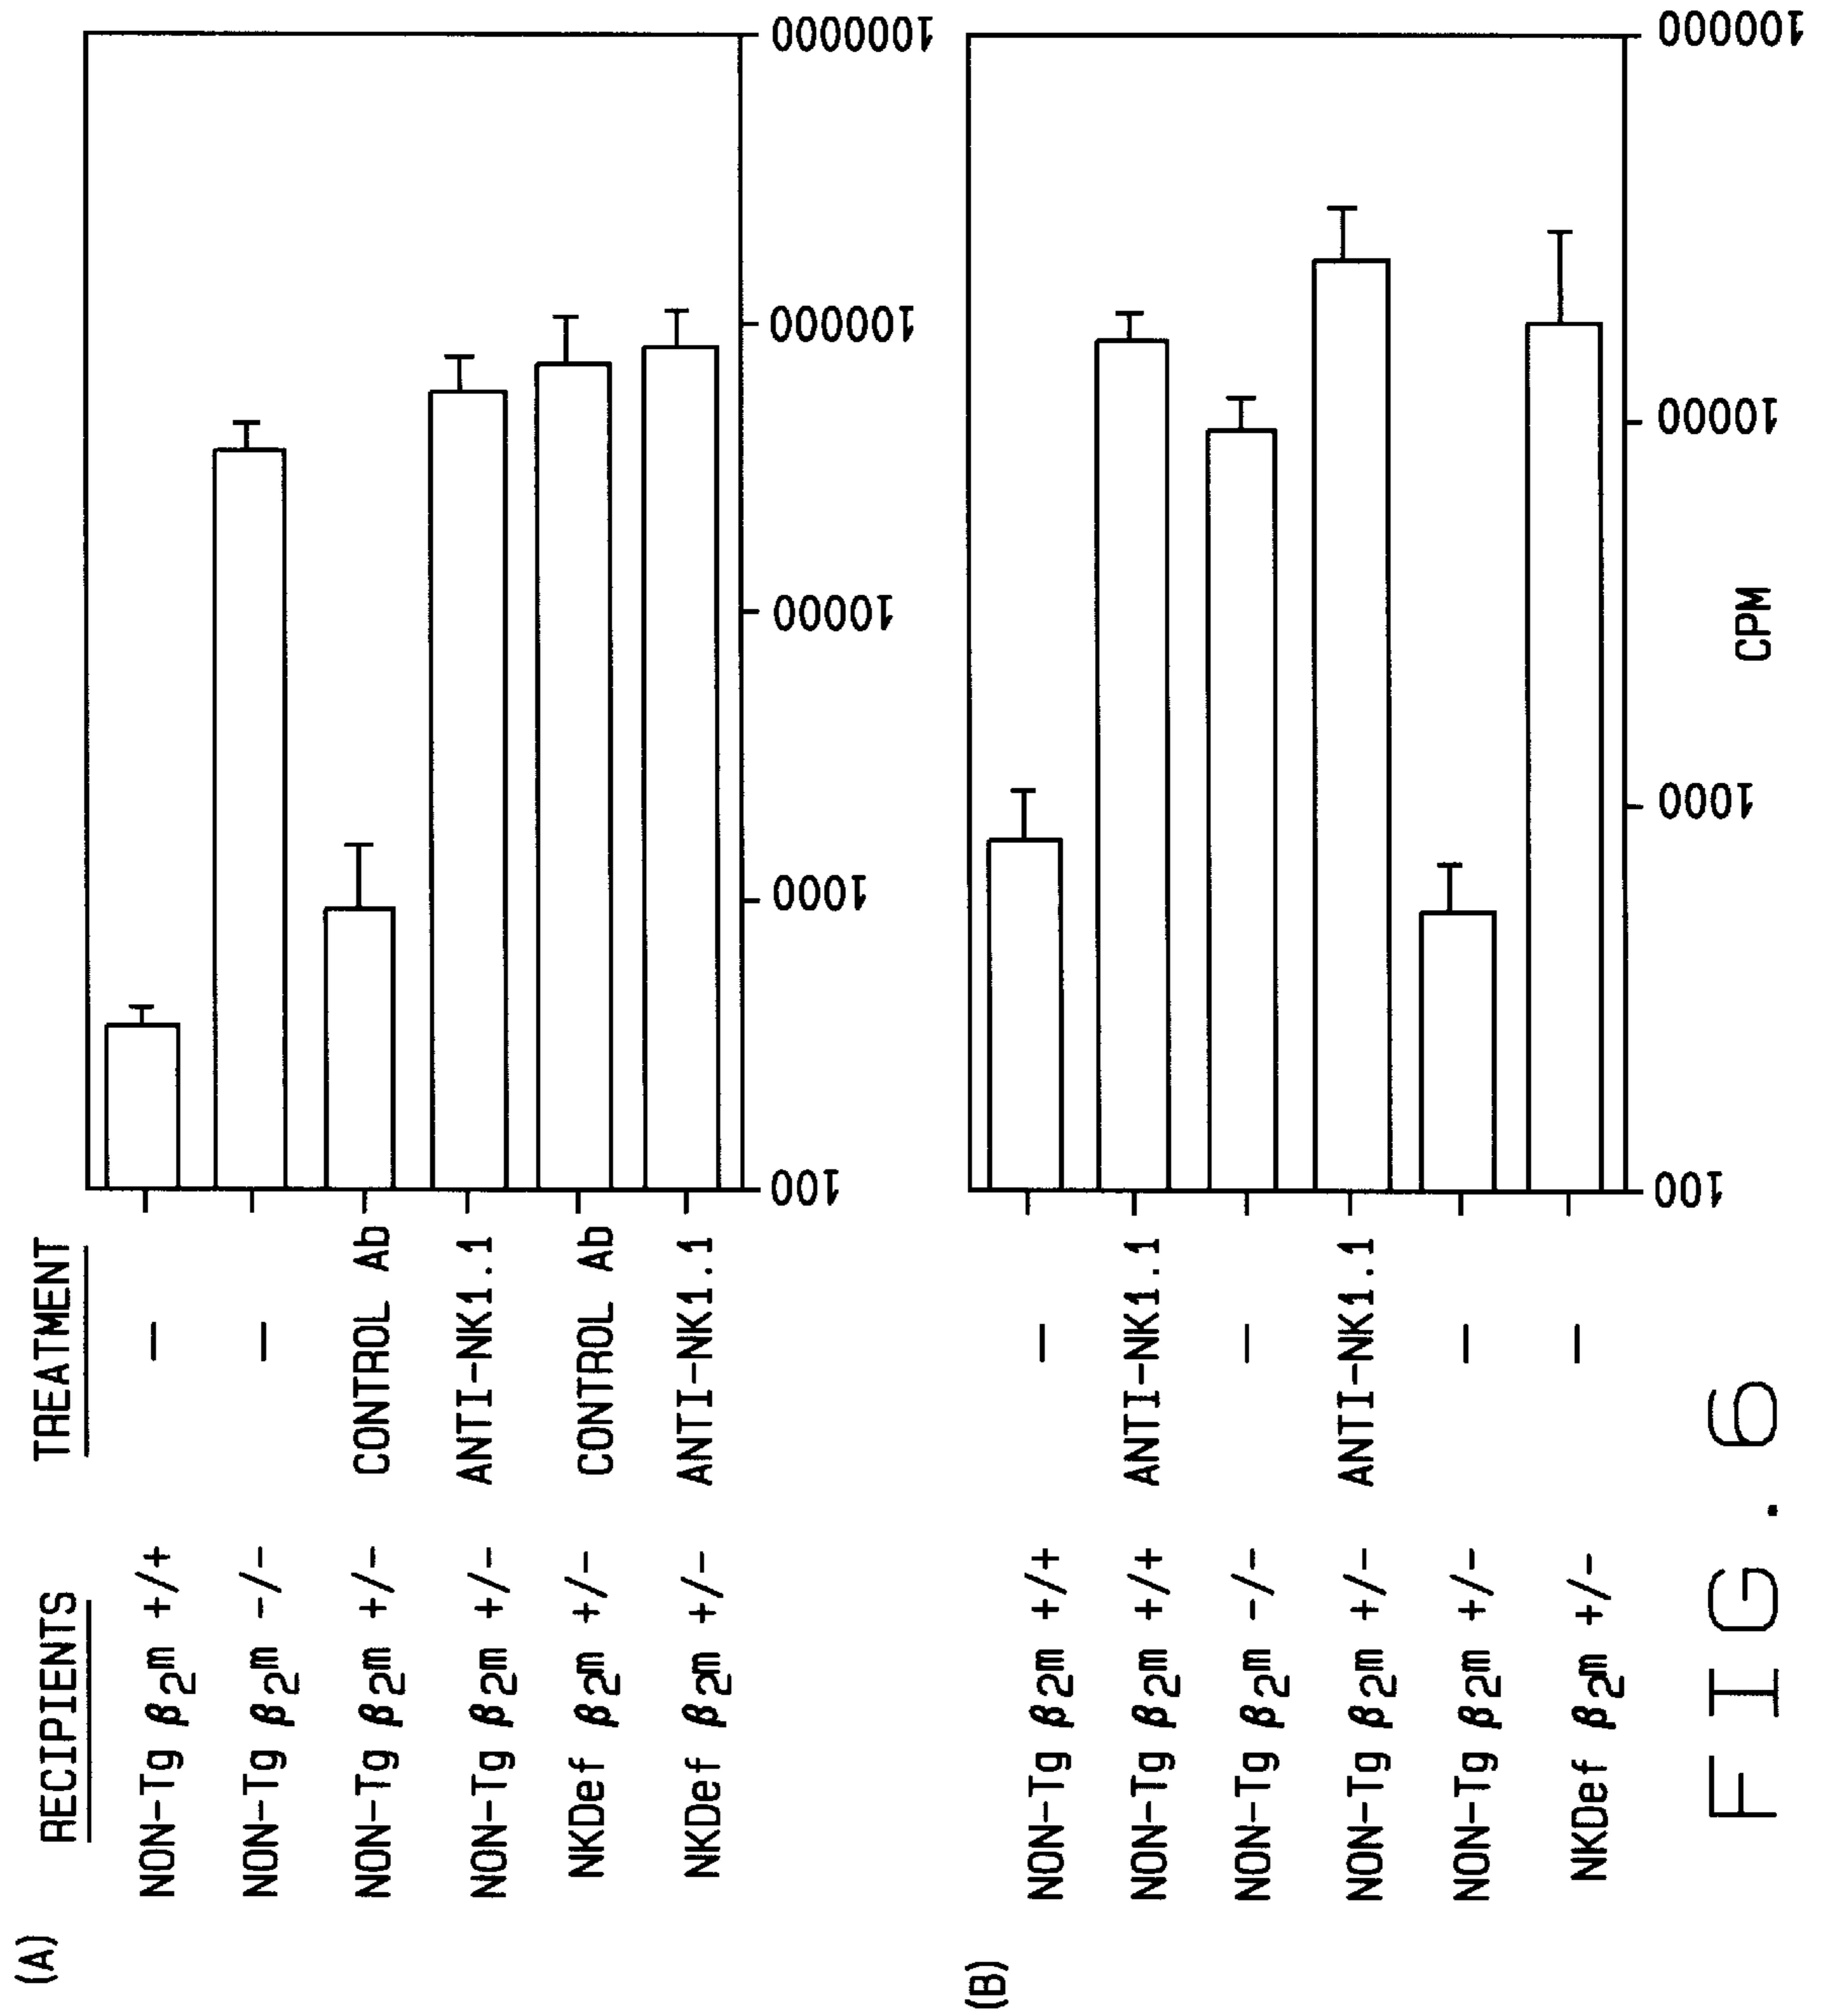 (A)
RECIPIENTS TREATMENT
NON-Tg β2m +/+ —
NON-Tg β2m -/- —
NON-Tg β2m +/- CONTROL Ab
NON-Tg β2m +/- ANTI-NK1.1
NKDef β2m +/- CONTROL Ab
NKDef β2m +/- ANTI-NK1.1
100 1000 10000 100000 1000000
(B)
NON-Tg β2m +/+ —
NON-Tg β2m +/+ ANTI-NK1.1
NON-Tg β2m -/- —
NON-Tg β2m +/- ANTI-NK1.1
NON-Tg β2m +/- —
NKDef β2m +/- —
100 1000 10000 100000
CPM
FIG.6